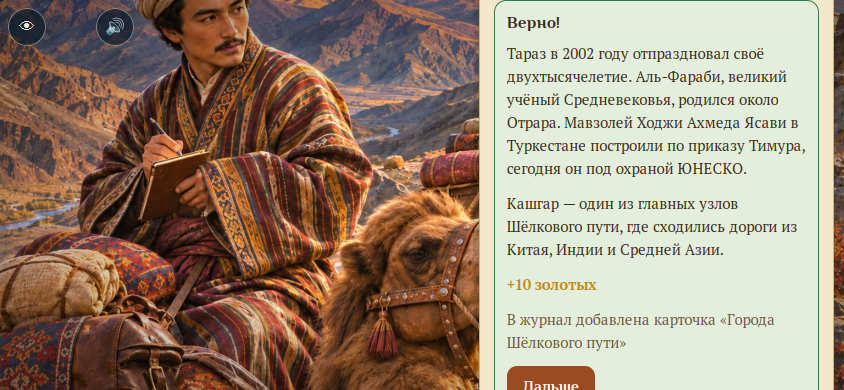 Верно!
Тараз в 2002 году отпраздновал своё
двухтысячелетие. Аль-Фараби, великий
учёный Средневековья, родился около
Отрара. Мавзолей Ходжи Ахмеда Ясави в
Туркестане построили по приказу Тимура,
сегодня он под охраной ЮНЕСКО.
Кашгар — один из главных узлов
Шёлкового пути, где сходились дороги из
Китая, Индии и Средней Азии.
+10 золотых
В журнал добавлена карточка «Города
Шёлкового пути»
Дальше